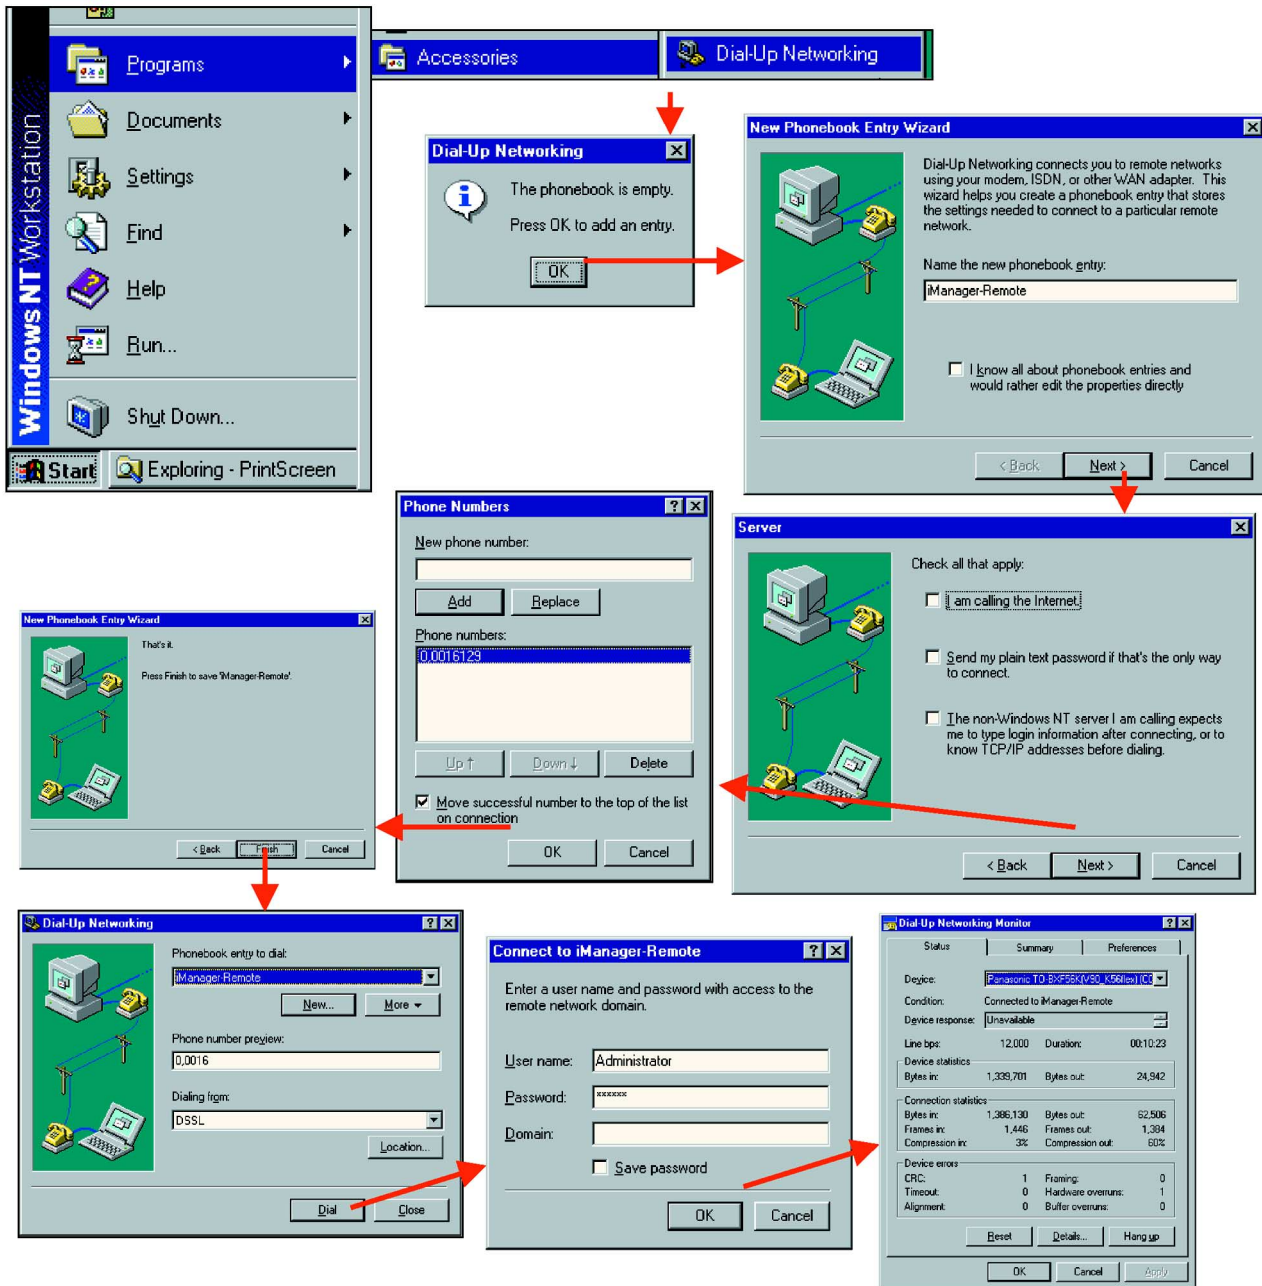 Windows NT Workstation
Programs
Documents
Settings
Find
Help
Run...
Shut Down...
Start
Exploring - PrintScreen
Accessories
Dial-Up Networking
Dial-Up Networking
The phonebook is empty.
Press OK to add an entry.
OK
New Phonebook Entry Wizard
Dial-Up Networking connects you to remote networks
using your modem, ISDN, or other WAN adapter. This
wizard helps you create a phonebook entry that stores
the settings needed to connect to a particular remote
network.
Name the new phonebook entry:
iManager-Remote
I know all about phonebook entries and
would rather edit the properties directly
< Back
Next >
Cancel
Server
Check all that apply:
I am calling the Internet.
Send my plain text password if that's the only way
to connect.
The non-Windows NT server I am calling expects
me to type login information after connecting, or to
know TCP/IP addresses before dialing.
< Back
Next >
Cancel
Phone Numbers
New phone number:
Add
Replace
Phone numbers:
0,0016129
Up ↑
Down ↓
Delete
Move successful number to the top of the list
on connection
OK
Cancel
New Phonebook Entry Wizard
That's it.
Press Finish to save 'iManager-Remote'.
< Back
Finish
Cancel
Dial-Up Networking
Phonebook entry to dial:
iManager-Remote
New...
More
Phone number preview:
0,0016
Dialing from:
DSSL
Location...
Dial
Close
Connect to iManager-Remote
Enter a user name and password with access to the
remote network domain.
User name: Administrator
Password: ******
Domain:
Save password
OK
Cancel
Dial-Up Networking Monitor
Status
Summary
Preferences
Device: Panasonic TO-BXF56K(V90_K56flex) (CO
Condition: Connected to iManager-Remote
Device response: Unavailable
Line bps: 12,000 Duration: 00:10:23
Device statistics
Bytes in: 1,339,701 Bytes out: 24,942
Connection statistics
Bytes in: 1,386,130 Bytes out: 62,506
Frames in: 1,446 Frames out: 1,384
Compression in: 3% Compression out: 60%
Device errors
CRC: 1 Framing: 0
Timeout: 0 Hardware overruns: 1
Alignment: 0 Buffer overruns: 0
Reset
Details...
Hang up
OK
Cancel
Apply